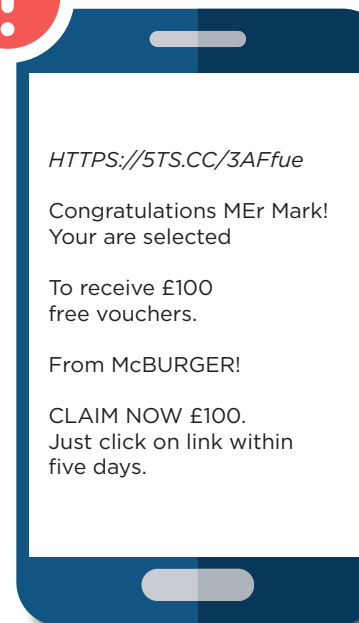 !
HTTPS://5TS.CC/3AFfue
Congratulations MEr Mark!
Your are selected
To receive £100
free vouchers.
From McBURGER!
CLAIM NOW £100.
Just click on link within
five days.